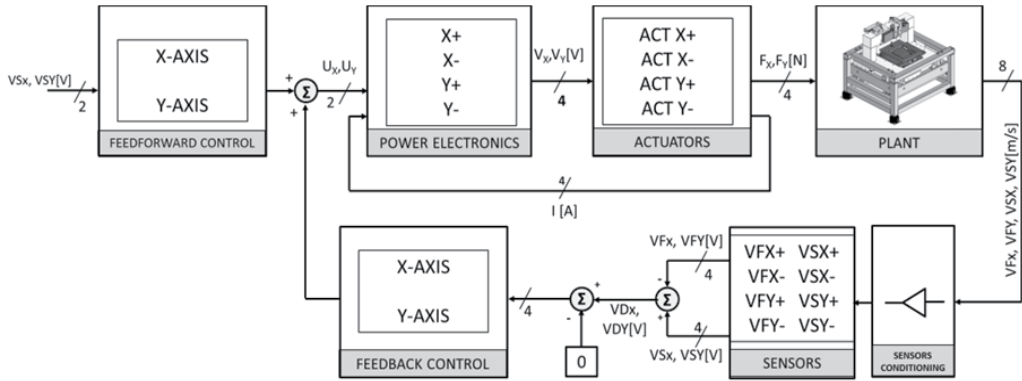 VSx, VSY[V]
2
X-AXIS
Y-AXIS
FEEDFORWARD CONTROL
+
+
Σ
UX,UY
2
X+
X-
Y+
Y-
POWER ELECTRONICS
VX,VY[V]
4
ACT X+
ACT X-
ACT Y+
ACT Y-
ACTUATORS
FX,FY[N]
4
PLANT
8
VFx, VFY, VSX, VSY[m/s]
4
I [A]
X-AXIS
Y-AXIS
FEEDBACK CONTROL
4
+
Σ
-
0
VDx,
VDY[V]
VFx, VFY[V]
4
-
Σ
+
4
VSx, VSY[V]
VFX+ VSX+
VFX- VSX-
VFY+ VSY+
VFY- VSY-
SENSORS
SENSORS
CONDITIONING